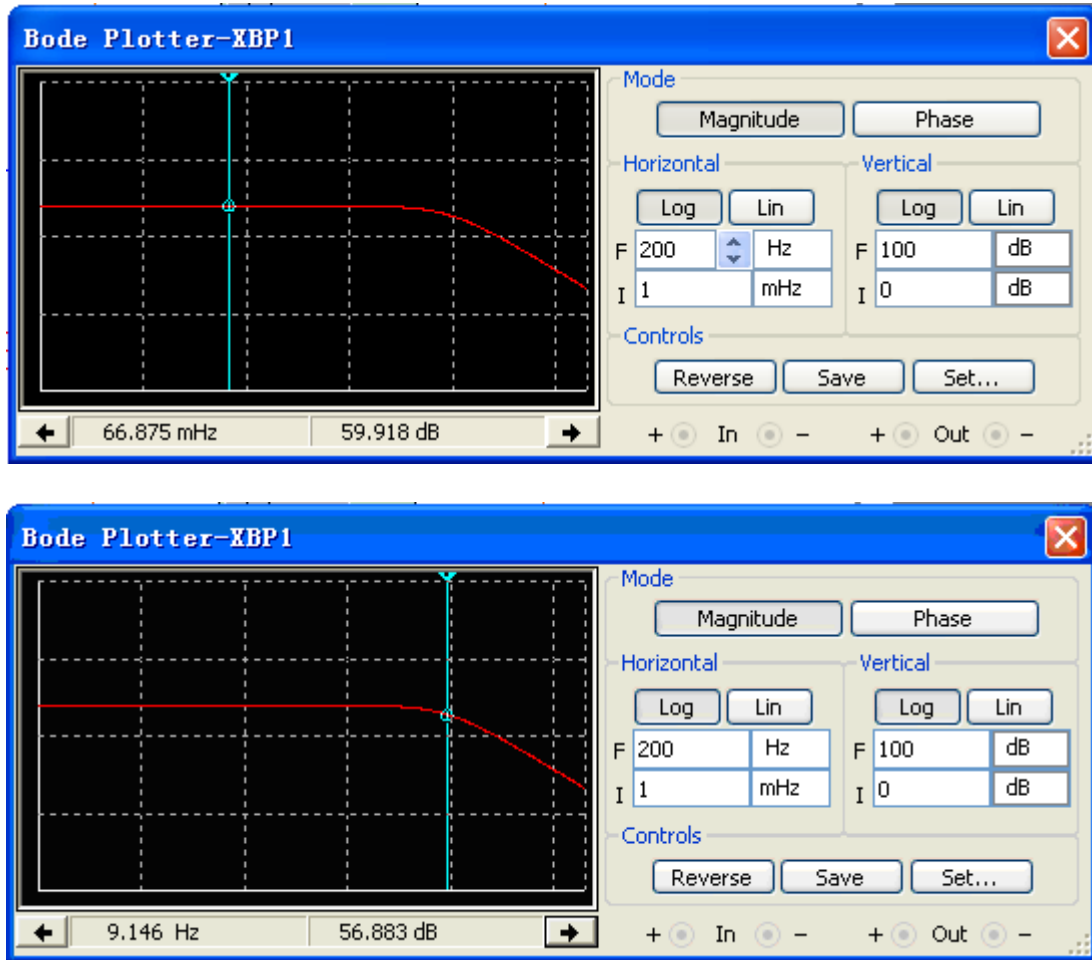 Bode Plotter-XBP1
Mode
Magnitude Phase
Horizontal Vertical
Log Lin Log Lin
F 200 Hz F 100 dB
I 1 mHz I 0 dB
Controls
Reverse Save Set...
66.875 mHz 59.918 dB + In - + Out -
Bode Plotter-XBP1
Mode
Magnitude Phase
Horizontal Vertical
Log Lin Log Lin
F 200 Hz F 100 dB
I 1 mHz I 0 dB
Controls
Reverse Save Set...
9.146 Hz 56.883 dB + In - + Out -